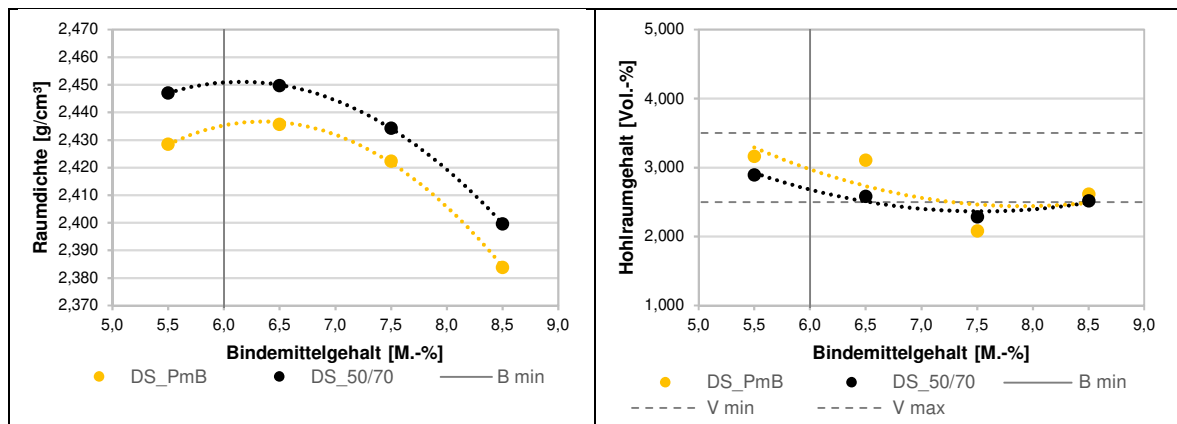 2,470
2,460
2,450
2,440
2,430
2,420
2,410
2,400
2,390
2,380
2,370
Raumdichte [g/cm³]
5,0 5,5 6,0 6,5 7,0 7,5 8,0 8,5 9,0
Bindemittelgehalt [M.-%]
DS_PmB DS_50/70 B min
5,000
4,000
3,000
2,000
1,000
Hohlraumgehalt [Vol.-%]
5,0 5,5 6,0 6,5 7,0 7,5 8,0 8,5 9,0
Bindemittelgehalt [M.-%]
DS_PmB DS_50/70 B min
V min V max